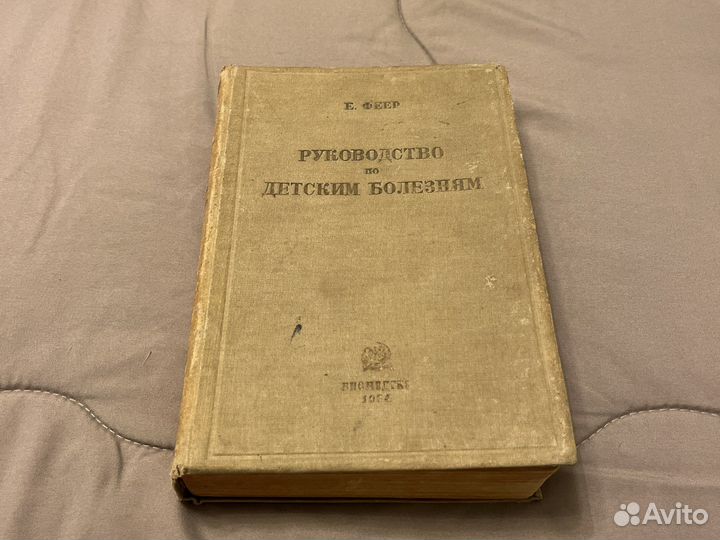 Е. ФЕЕР
РУКОВОДСТВО
ПО
ДЕТСКИМ БОЛЕЗНЯМ
БИОМЕДГИЗ
1934
Avito